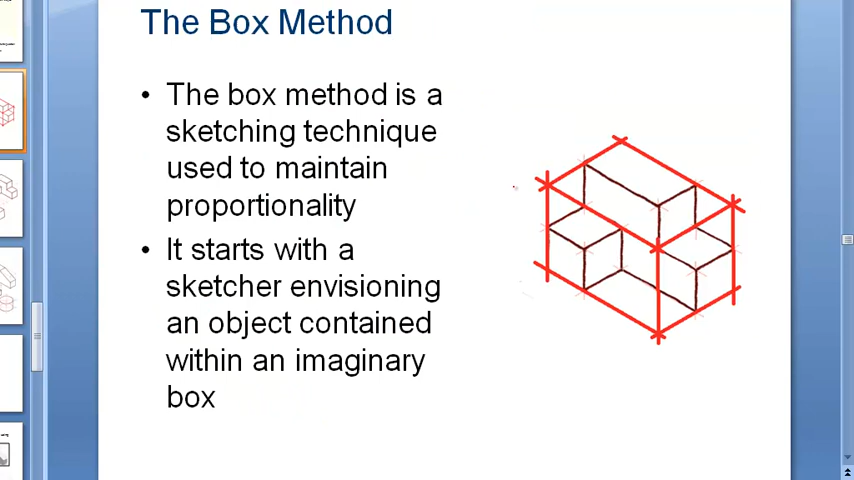 The Box Method
• The box method is a
sketching technique
used to maintain
proportionality
• It starts with a
sketcher envisioning
an object contained
within an imaginary
box